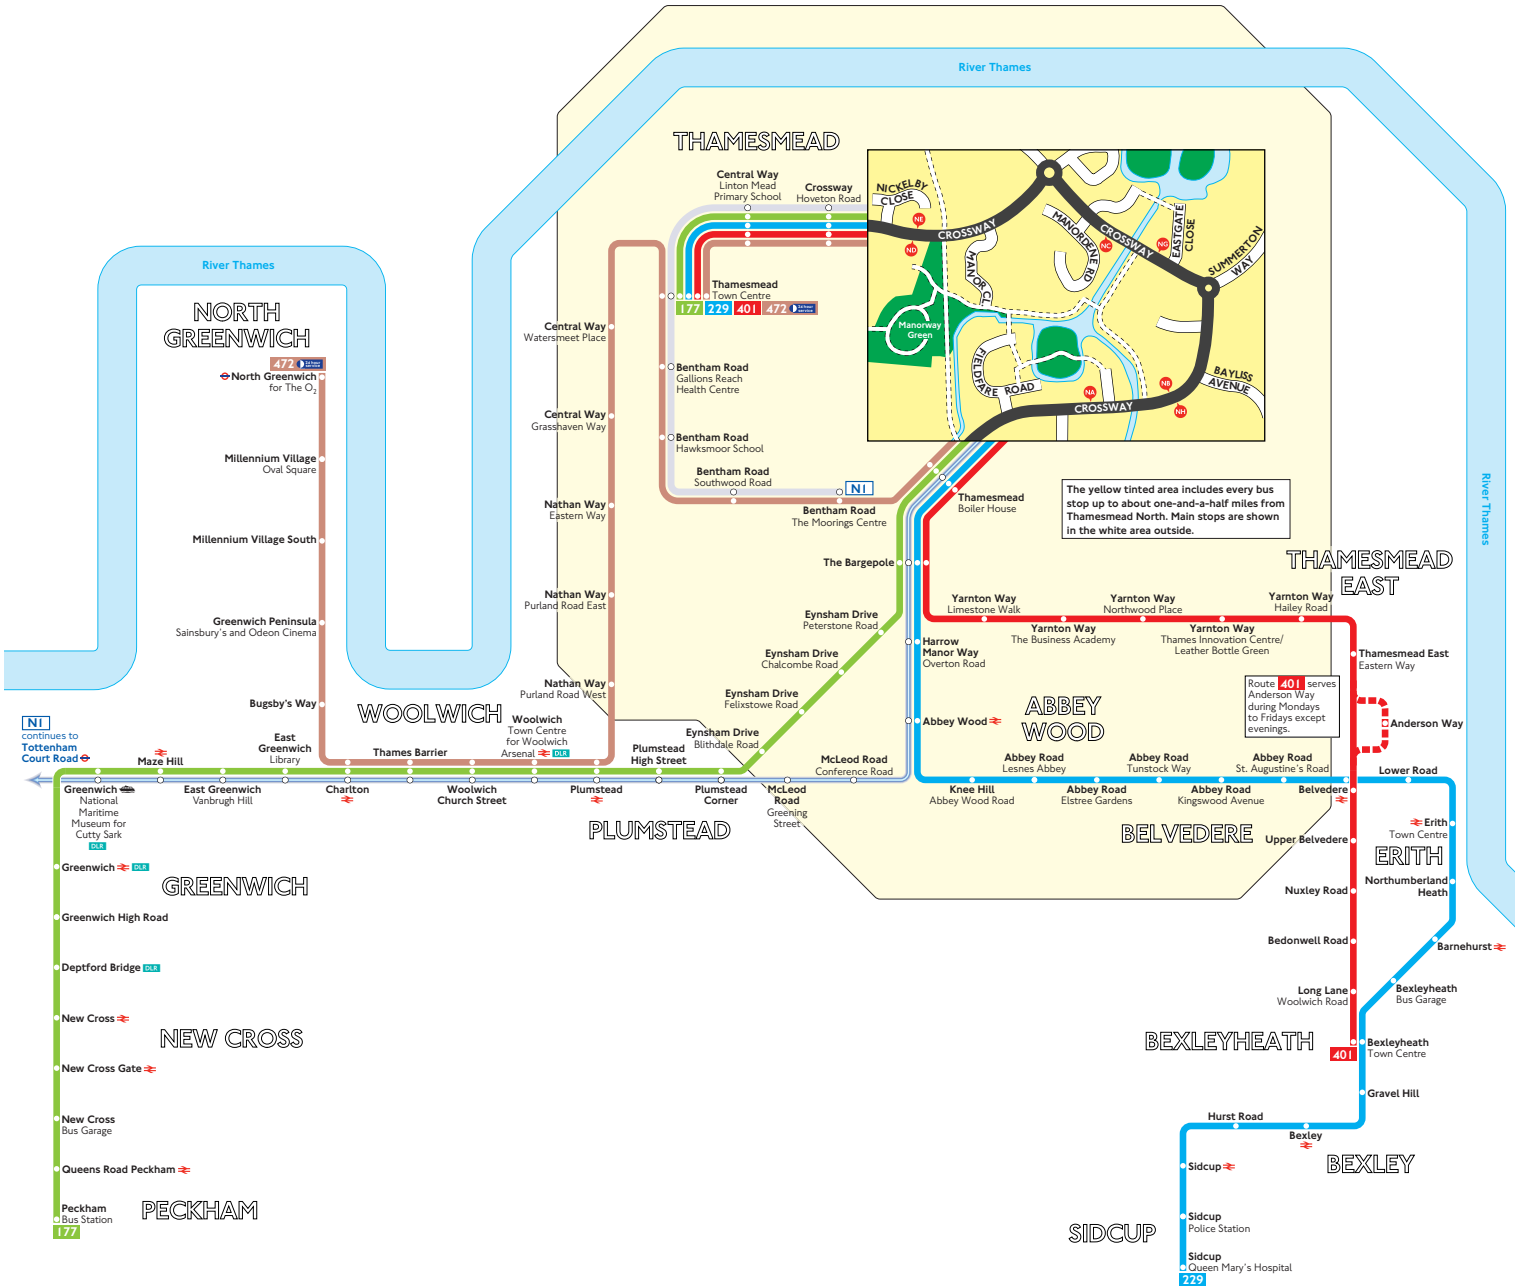 River Thames
THAMESMEAD
Central Way
Linton Mead
Primary School
Crossway
Hoveton Road
NICKELBY
CLOSE
NE
ND
CROSSWAY
MANOR CL
MANORDENE RD
NC
CROSSWAY
NG
EASTGATE
CLOSE
SUMMERTON
WAY
Manorway
Green
FIELDFARE ROAD
NA
NB
NH
CROSSWAY
BAYLISS
AVENUE
River Thames
NORTH
GREENWICH
472 24 hour
service
North Greenwich
for The O2
Millennium Village
Oval Square
Millennium Village South
Greenwich Peninsula
Sainsbury's and Odeon Cinema
Bugsby's Way
Thamesmead
Town Centre
177 229 401 472 24 hour
service
Central Way
Watersmeet Place
Bentham Road
Gallions Reach
Health Centre
Central Way
Grasshaven Way
Bentham Road
Hawksmoor School
Bentham Road
Southwood Road
N1
Bentham Road
The Moorings Centre
Nathan Way
Eastern Way
Thamesmead
Boiler House
The yellow tinted area includes every bus
stop up to about one-and-a-half miles from
Thamesmead North. Main stops are shown
in the white area outside.
River Thames
The Bargepole
THAMESMEAD
EAST
Nathan Way
Purland Road East
Eynsham Drive
Peterstone Road
Yarnton Way
Limestone Walk
Yarnton Way
The Business Academy
Yarnton Way
Northwood Place
Yarnton Way
Thames Innovation Centre/
Leather Bottle Green
Yarnton Way
Hailey Road
Eynsham Drive
Chalcombe Road
Harrow
Manor Way
Overton Road
Thamesmead East
Eastern Way
Nathan Way
Purland Road West
Eynsham Drive
Felixstowe Road
Route 401 serves
Anderson Way
during Mondays
to Fridays except
evenings.
Anderson Way
WOOLWICH
ABBEY
WOOD
Abbey Wood
Eynsham Drive
Blithdale Road
N1
continues to
Tottenham
Court Road
Maze Hill
East
Greenwich
Library
Thames Barrier
Woolwich
Town Centre
for Woolwich
Arsenal DLR
Plumstead
High Street
McLeod Road
Conference Road
Abbey Road
Lesnes Abbey
Abbey Road
Tunstock Way
Abbey Road
St. Augustine's Road
Lower Road
Greenwich
National
Maritime
Museum for
Cutty Sark
DLR
East Greenwich
Vanbrugh Hill
Charlton
Woolwich
Church Street
Plumstead
Plumstead
Corner
McLeod
Road
Greening
Street
Knee Hill
Abbey Wood Road
Abbey Road
Elstree Gardens
Abbey Road
Kingswood Avenue
Belvedere
PLUMSTEAD
BELVEDERE
Upper Belvedere
Erith
Town Centre
ERITH
Greenwich DLR
GREENWICH
Nuxley Road
Northumberland
Heath
Greenwich High Road
Bedonwell Road
Barnehurst
Deptford Bridge DLR
Long Lane
Woolwich Road
Bexleyheath
Bus Garage
New Cross
NEW CROSS
BEXLEYHEATH
401
Bexleyheath
Town Centre
New Cross Gate
Gravel Hill
New Cross
Bus Garage
Hurst Road
Bexley
BEXLEY
Queens Road Peckham
Sidcup
Peckham
Bus Station
177
PECKHAM
Sidcup
Police Station
SIDCUP
Sidcup
Queen Mary's Hospital
229